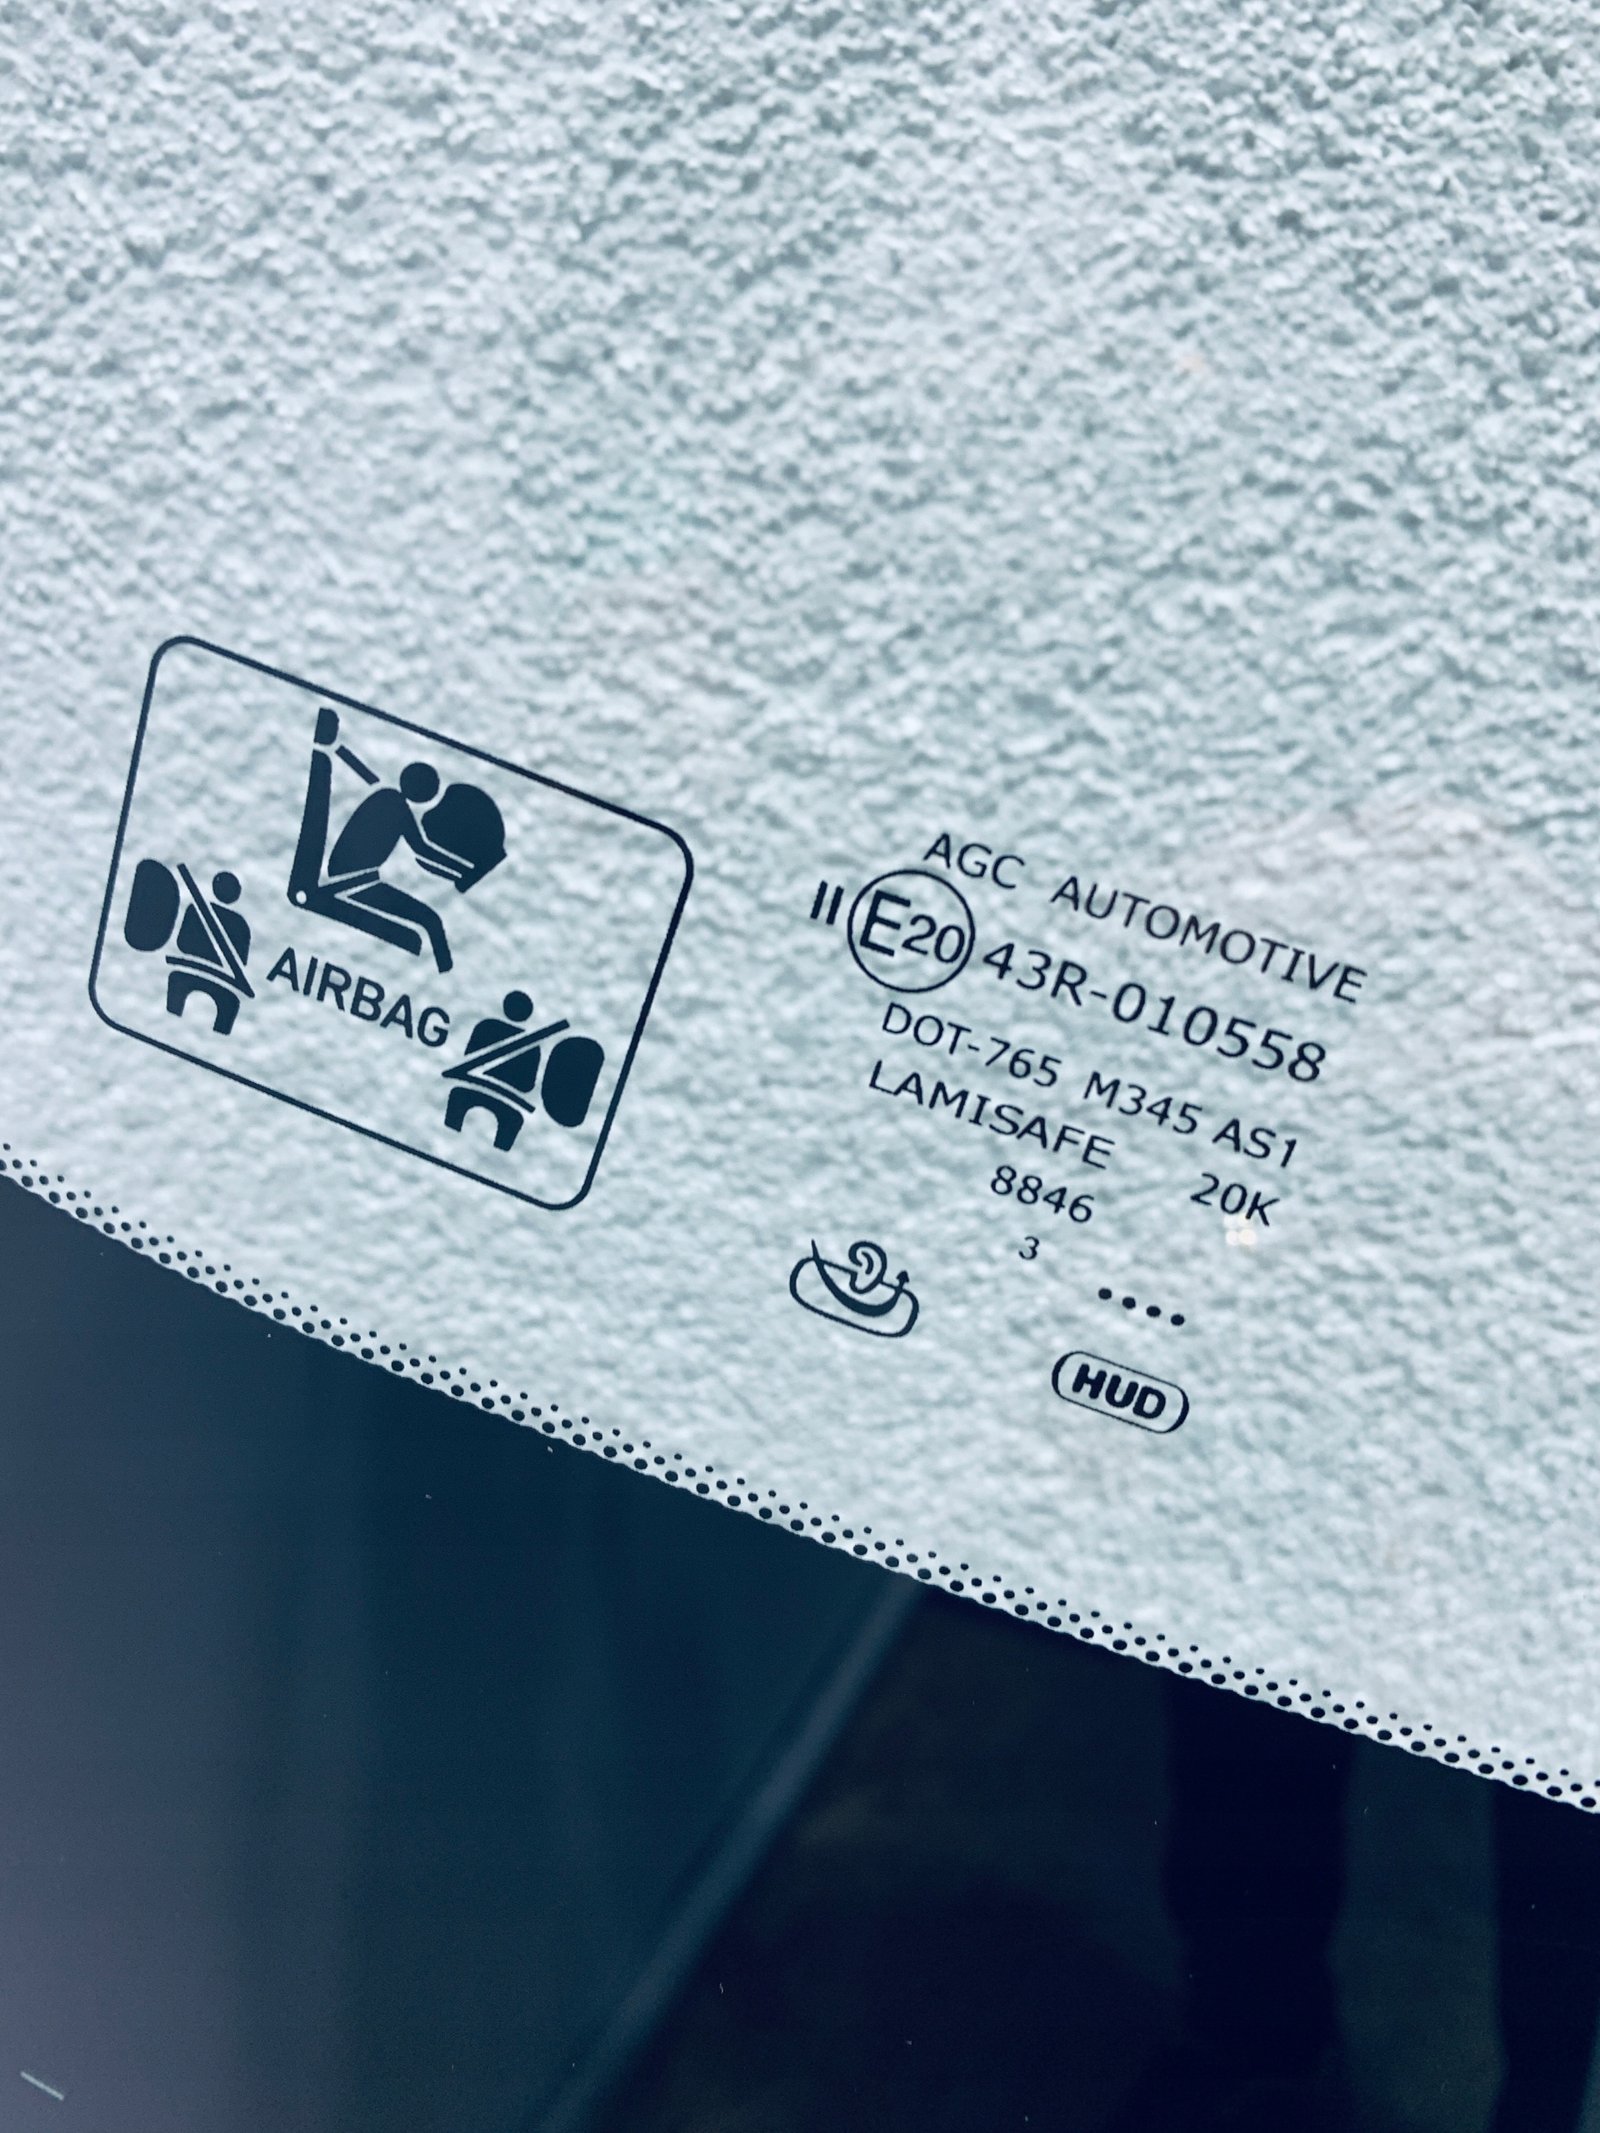 AIRBAG
AGC AUTOMOTIVE
II E20 43R-010558
DOT-765 M345 AS1
LAMISAFE 20K
8846
3 ....
HUD